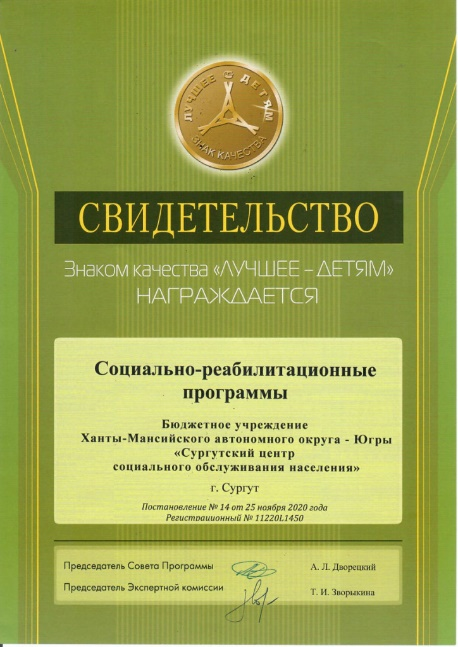 ЛУЧШЕЕ ДЕТЯМ
ЗНАК КАЧЕСТВА
СВИДЕТЕЛЬСТВО
Знаком качества «ЛУЧШЕЕ – ДЕТЯМ»
НАГРАЖДАЕТСЯ
Социально-реабилитационные
программы
Бюджетное учреждение
Ханты-Мансийского автономного округа - Югры
«Сургутский центр
социального обслуживания населения»
г. Сургут
Постановление № 14 от 25 ноября 2020 года
Регистрационный № 11220L1450
Председатель Совета Программы А. Л. Дворецкий
Председатель Экспертной комиссии Т. И. Зворыкина